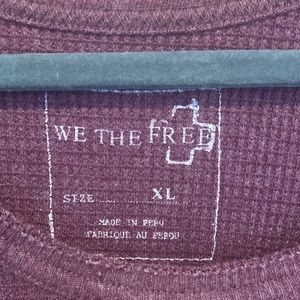 WE THE FREE
SIZE XL
MADE IN PERU
FABRIQUE AU PEROU